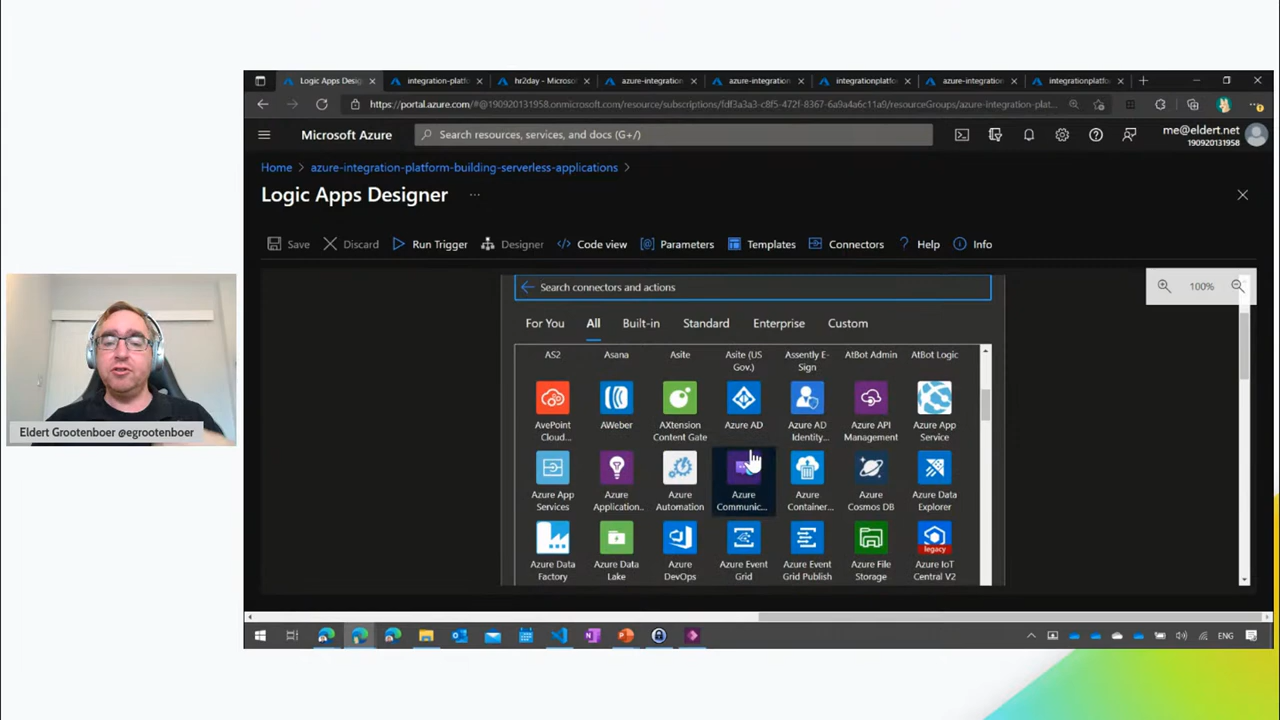 Logic Apps Desig
integration-platf
hr2day - Microso
azure-integration
azure-integration
integrationplatf
azure-integration
integrationplatf
https://portal.azure.com/#@190920131958.onmicrosoft.com/resource/subscriptions/fdf3a3a3-c8f5-472f-8367-6a9a4a6c11a9/resourceGroups/azure-integration-plat...
Microsoft Azure
Search resources, services, and docs (G+/)
me@eldert.net
190920131958
Home > azure-integration-platform-building-serverless-applications >
Logic Apps Designer ...
Save
Discard
Run Trigger
Designer
Code view
Parameters
Templates
Connectors
Help
Info
Search connectors and actions
100%
For You
All
Built-in
Standard
Enterprise
Custom
AS2
Asana
Asite
Asite (US
Gov.)
Assently E-
Sign
AtBot Admin
AtBot Logic
AvePoint
Cloud...
AWeber
AXtension
Content Gate
Azure AD
Azure AD
Identity...
Azure API
Management
Azure App
Service
Azure App
Services
Azure
Application...
Azure
Automation
Azure
Communic...
Azure
Container...
Azure
Cosmos DB
Azure Data
Explorer
Azure Data
Factory
Azure Data
Lake
Azure
DevOps
Azure Event
Grid
Azure Event
Grid Publish
Azure File
Storage
legacy
Azure IoT
Central V2
Eldert Grootenboer @egrootenboer
ENG